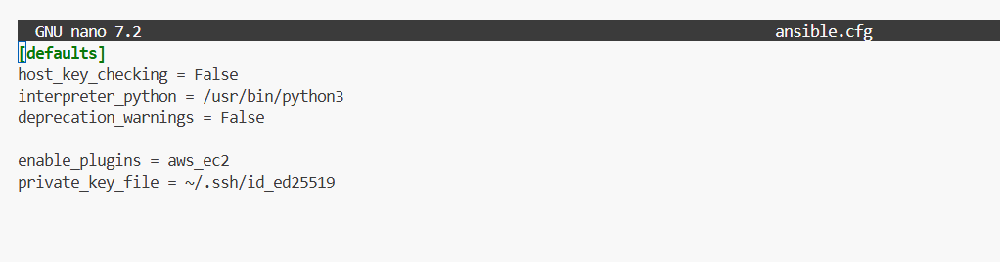 GNU nano 7.2 ansible.cfg
[defaults]
host_key_checking = False
interpreter_python = /usr/bin/python3
deprecation_warnings = False
enable_plugins = aws_ec2
private_key_file = ~/.ssh/id_ed25519